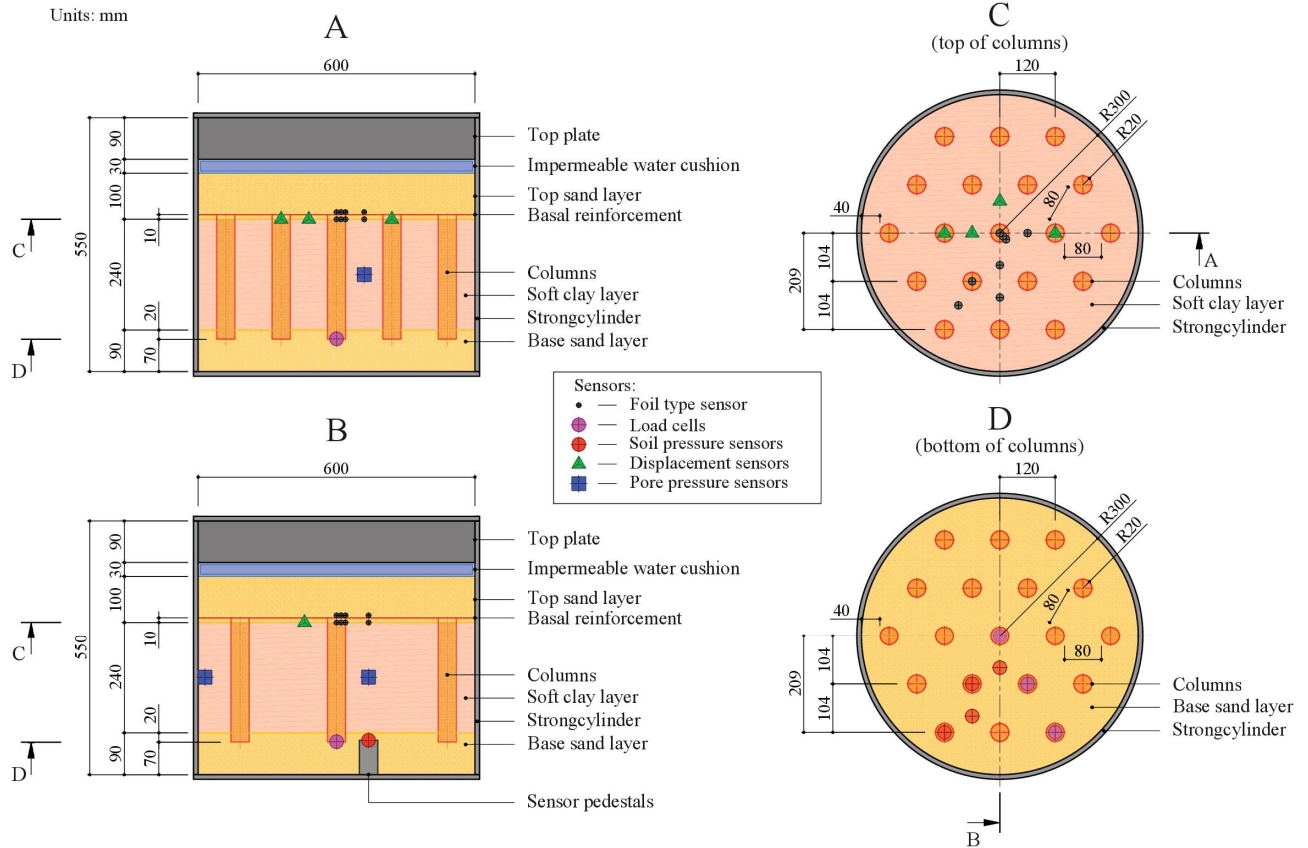 Units: mm
A
600
90
30
100
10
240
20
90
70
550
C
D
Top plate
Impermeable water cushion
Top sand layer
Basal reinforcement
Columns
Soft clay layer
Strongcylinder
Base sand layer
C
(top of columns)
120
R300
R20
80
40
80
104
104
209
A
Columns
Soft clay layer
Strongcylinder
Sensors:
Foil type sensor
Load cells
Soil pressure sensors
Displacement sensors
Pore pressure sensors
B
600
90
30
100
10
240
20
90
70
550
C
D
Top plate
Impermeable water cushion
Top sand layer
Basal reinforcement
Columns
Soft clay layer
Strongcylinder
Base sand layer
Sensor pedestals
D
(bottom of columns)
120
R300
R20
80
40
80
104
104
209
Columns
Base sand layer
Strongcylinder
B